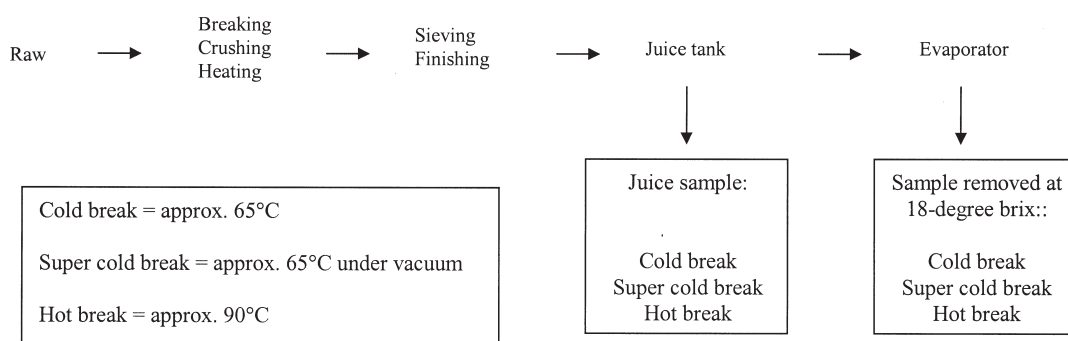 Raw
Breaking
Crushing
Heating
Sieving
Finishing
Juice tank
Evaporator
Cold break = approx. 65°C
Super cold break = approx. 65°C under vacuum
Hot break = approx. 90°C
Juice sample:
Cold break
Super cold break
Hot break
Sample removed at
18-degree brix::
Cold break
Super cold break
Hot break